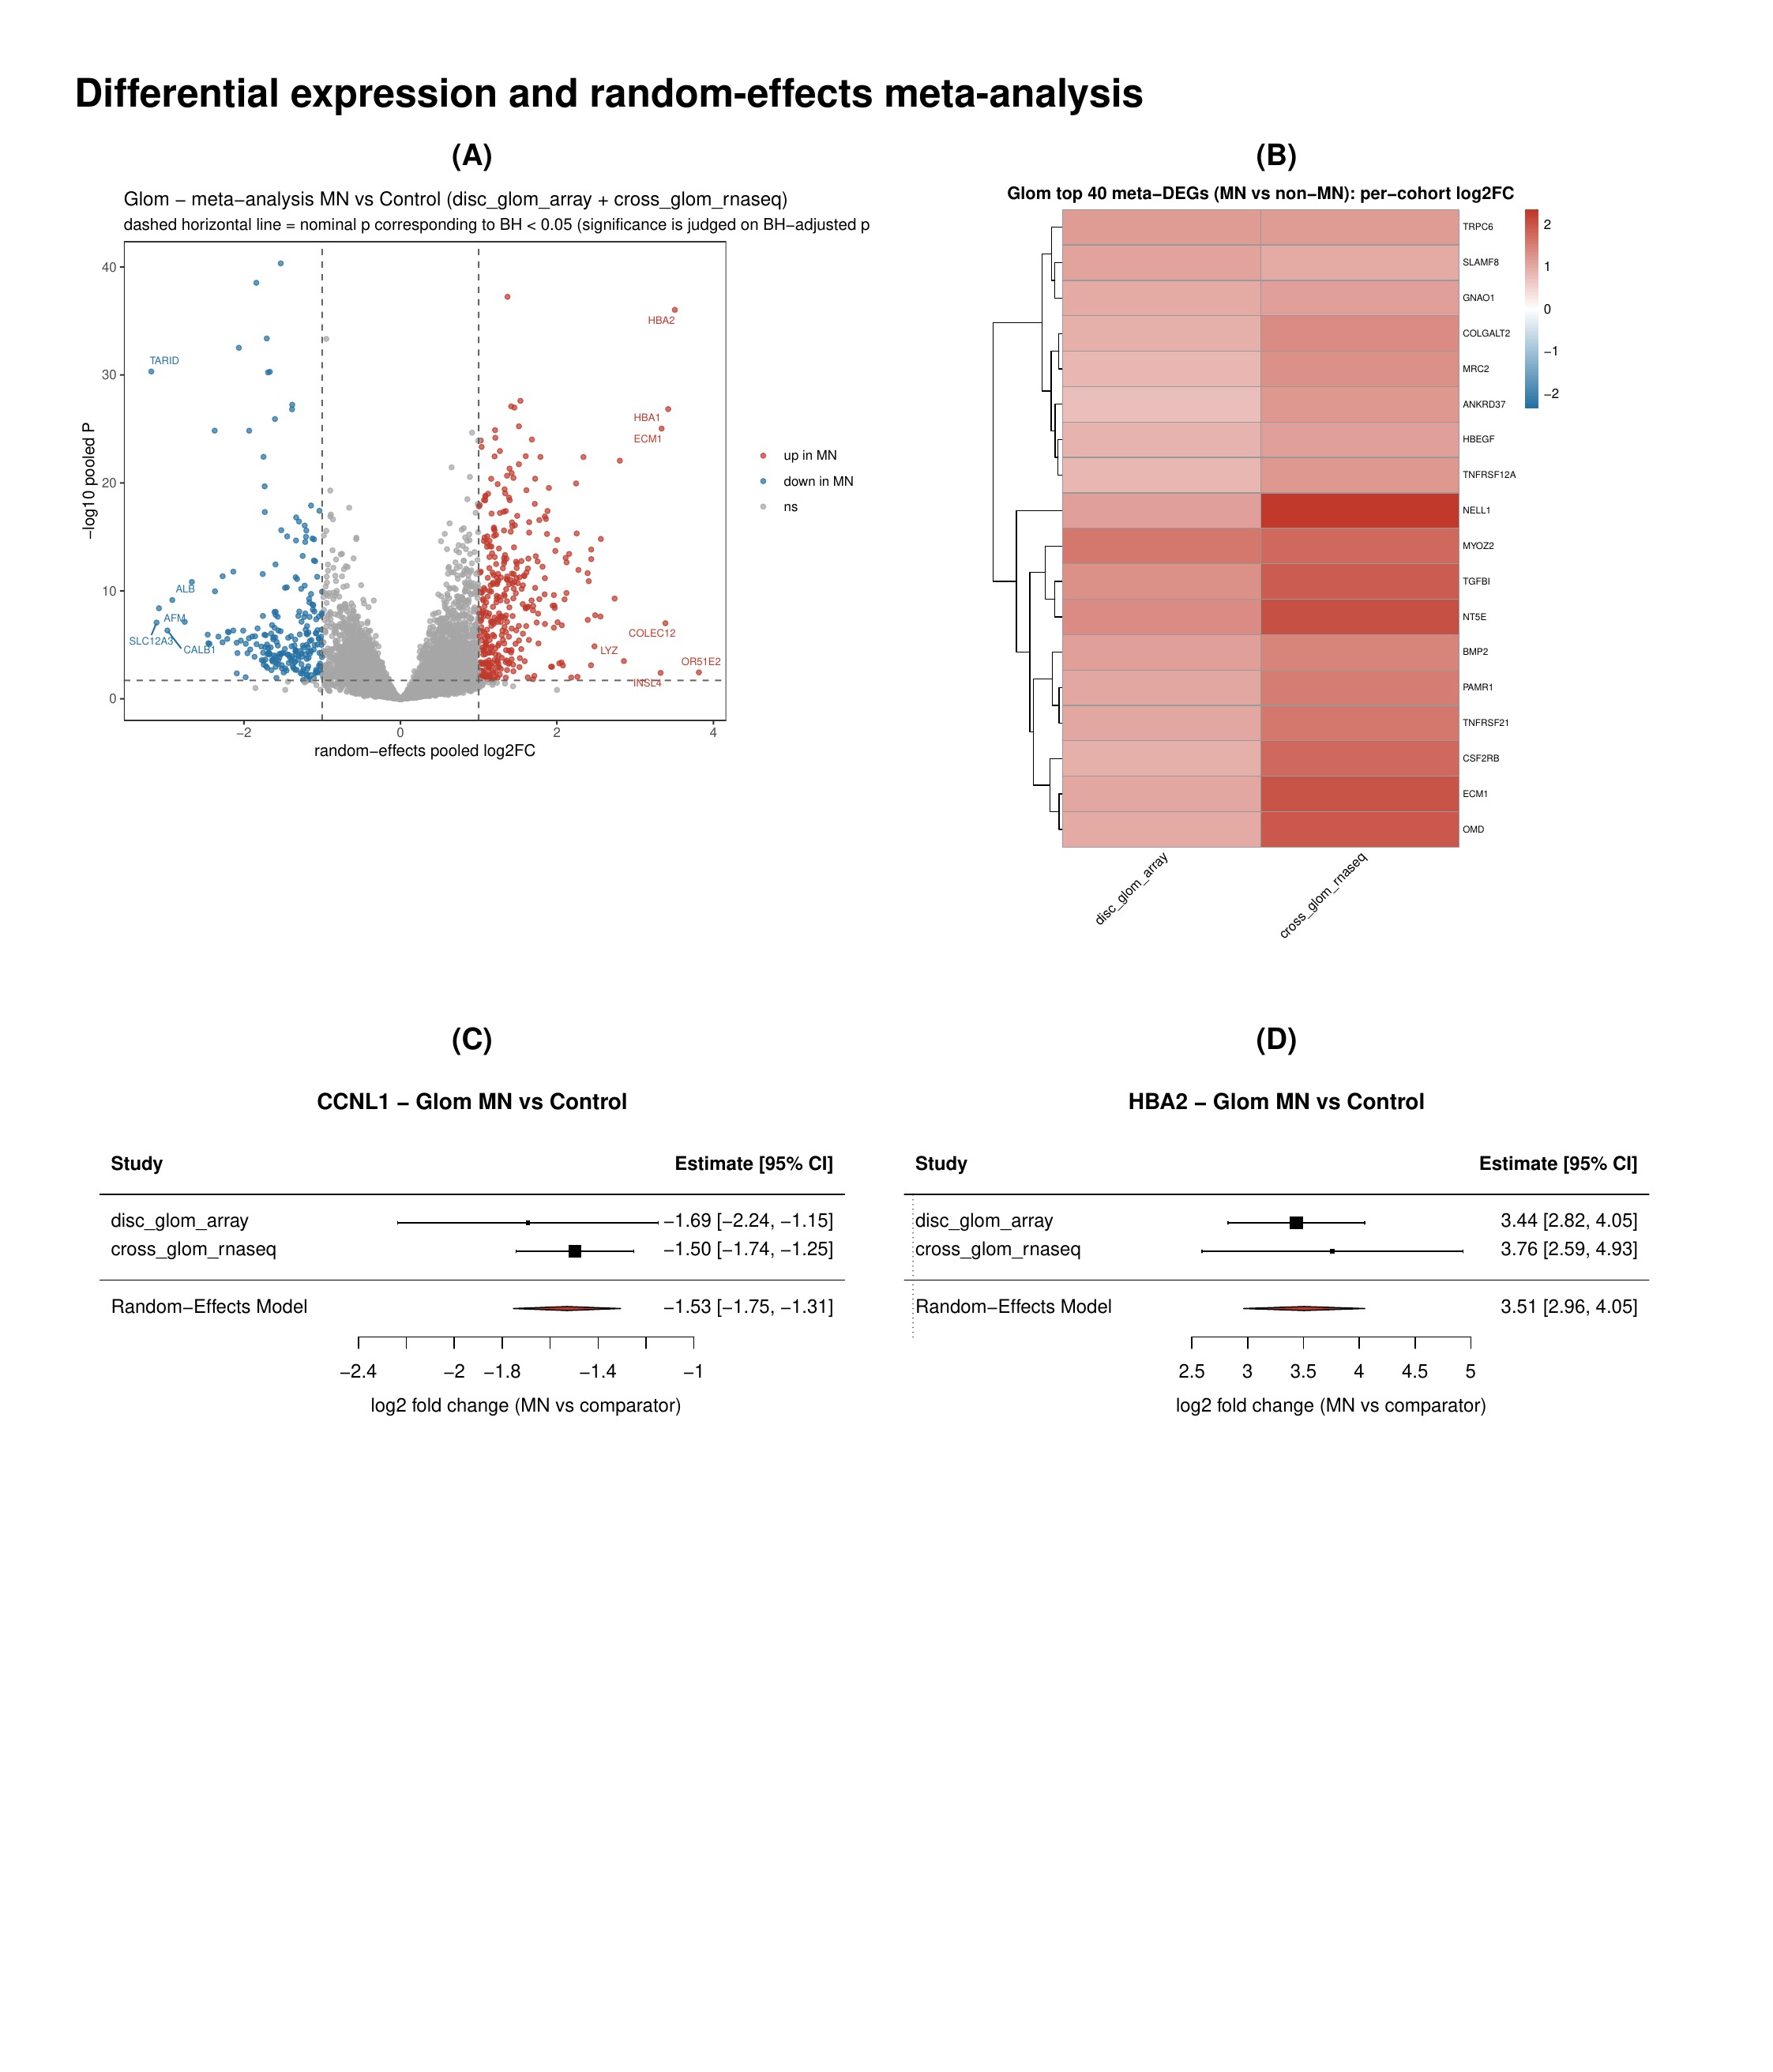 Differential expression and random-effects meta-analysis
(A)
Glom − meta−analysis MN vs Control (disc_glom_array + cross_glom_rnaseq)
dashed horizontal line = nominal p corresponding to BH < 0.05 (significance is judged on BH−adjusted p
−log10 pooled P
40
30
20
10
0
TARID
HBA2
HBA1
ECM1
ALB
AFM
SLC12A3
CALB1
COLEC12
LYZ
OR51E2
INSL4
−2
0
2
4
random−effects pooled log2FC
up in MN
down in MN
ns
(B)
Glom top 40 meta−DEGs (MN vs non−MN): per−cohort log2FC
TRPC6
SLAMF8
GNAO1
COLGALT2
MRC2
ANKRD37
HBEGF
TNFRSF12A
NELL1
MYOZ2
TGFBI
NT5E
BMP2
PAMR1
TNFRSF21
CSF2RB
ECM1
OMD
2
1
0
−1
−2
disc_glom_array
cross_glom_rnaseq
(C)
CCNL1 − Glom MN vs Control
Study Estimate [95% CI]
disc_glom_array −1.69 [−2.24, −1.15]
cross_glom_rnaseq −1.50 [−1.74, −1.25]
Random−Effects Model −1.53 [−1.75, −1.31]
−2.4 −2 −1.8 −1.4 −1
log2 fold change (MN vs comparator)
(D)
HBA2 − Glom MN vs Control
Study Estimate [95% CI]
disc_glom_array 3.44 [2.82, 4.05]
cross_glom_rnaseq 3.76 [2.59, 4.93]
Random−Effects Model 3.51 [2.96, 4.05]
2.5 3 3.5 4 4.5 5
log2 fold change (MN vs comparator)